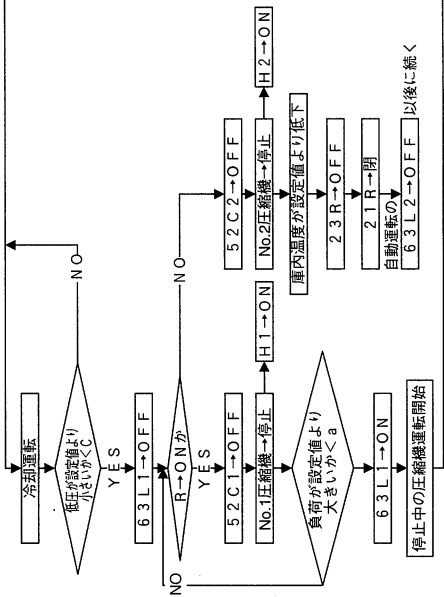 冷却運転
低圧が設定値より
小さいか<C
NO
YES
63L1→OFF
R→ONか
NO
YES
52C1→OFF
No.1圧縮機→停止
H1→ON
負荷が設定値より
大きいか<a
NO
63L1→ON
停止中の圧縮機運転開始
52C2→OFF
No.2圧縮機→停止
H2→ON
庫内温度が設定値より低下
23R→OFF
21R→閉
自動運転の
63L2→OFF
以後に続く